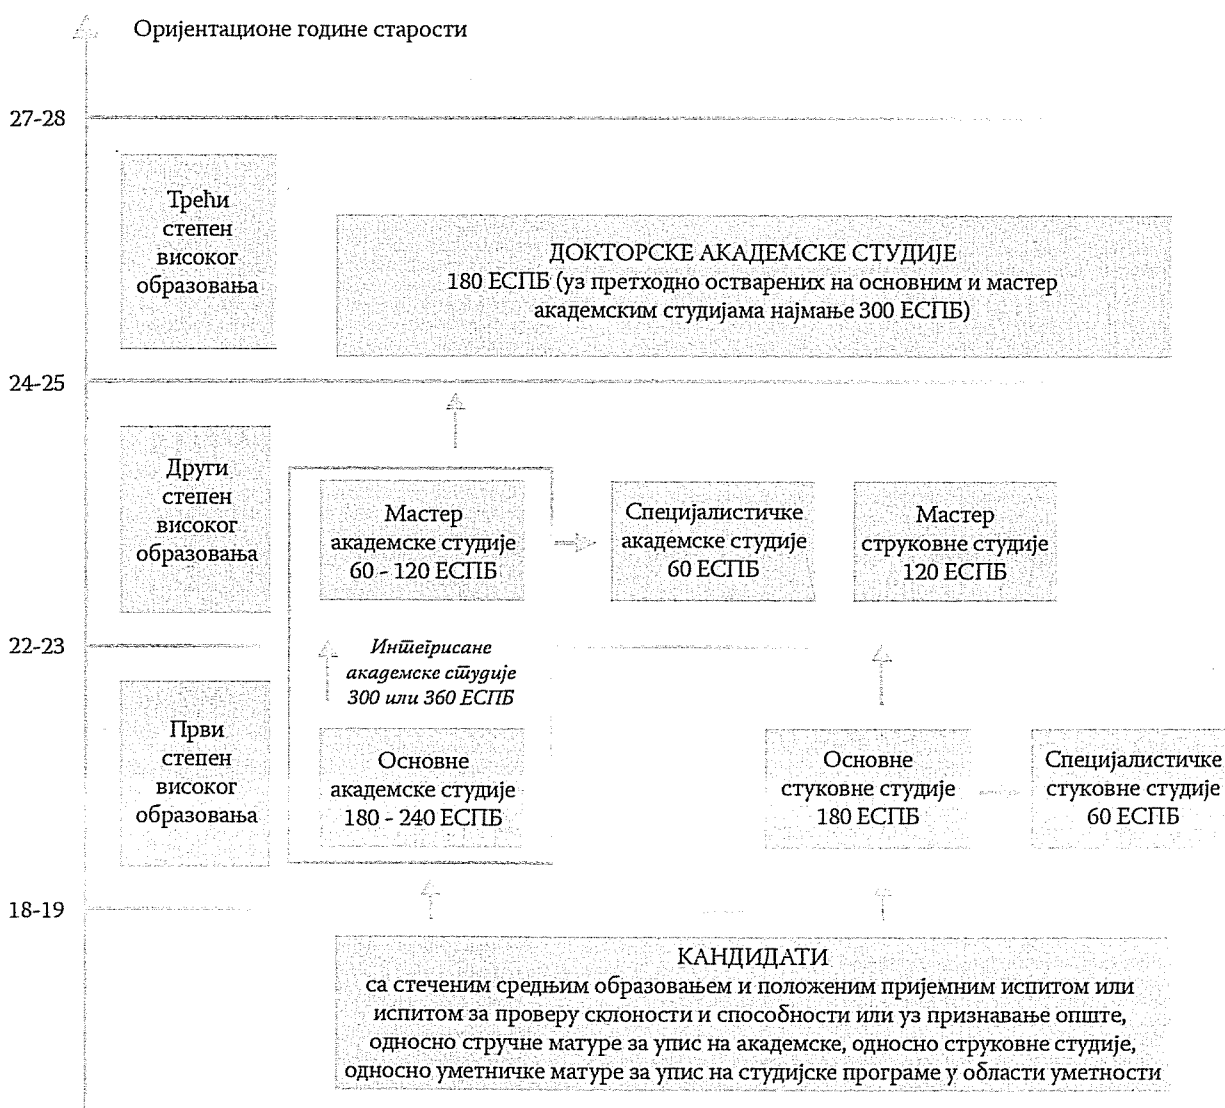 Оријентационе године старости
27-28
Трећи
степен
високог
образовања
ДОКТОРСКЕ АКАДЕМСКЕ СТУДИЈЕ
180 ЕСПБ (уз претходно остварених на основним и мастер
академским студијама најмање 300 ЕСПБ)
24-25
Други
степен
високог
образовања
Мастер
академске студије
60 - 120 ЕСПБ
Специјалистичке
академске студије
60 ЕСПБ
Мастер
струковне студије
120 ЕСПБ
22-23
Интегрисане
академске студије
300 или 360 ЕСПБ
Први
степен
високог
образовања
Основне
академске студије
180 - 240 ЕСПБ
Основне
стуковне студије
180 ЕСПБ
Специјалистичке
стуковне студије
60 ЕСПБ
18-19
КАНДИДАТИ
са стеченим средњим образовањем и положеним пријемним испитом или
испитом за проверу склоности и способности или уз признавање опште,
односно стручне матуре за упис на академске, односно струковне студије,
односно уметничке матуре за упис на студијске програме у области уметности